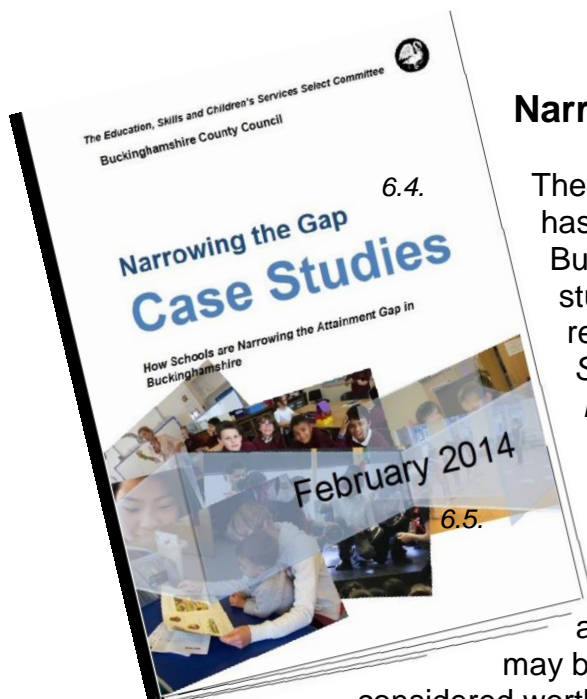 The Education, Skills and Children's Services Select Committee
Buckinghamshire County Council
Narrowing the Gap
Case Studies
How Schools are Narrowing the Attainment Gap in
Buckinghamshire
February 2014
6.4.
6.5.
The
has
Bu
stu
re
S
a
may b
considered wort